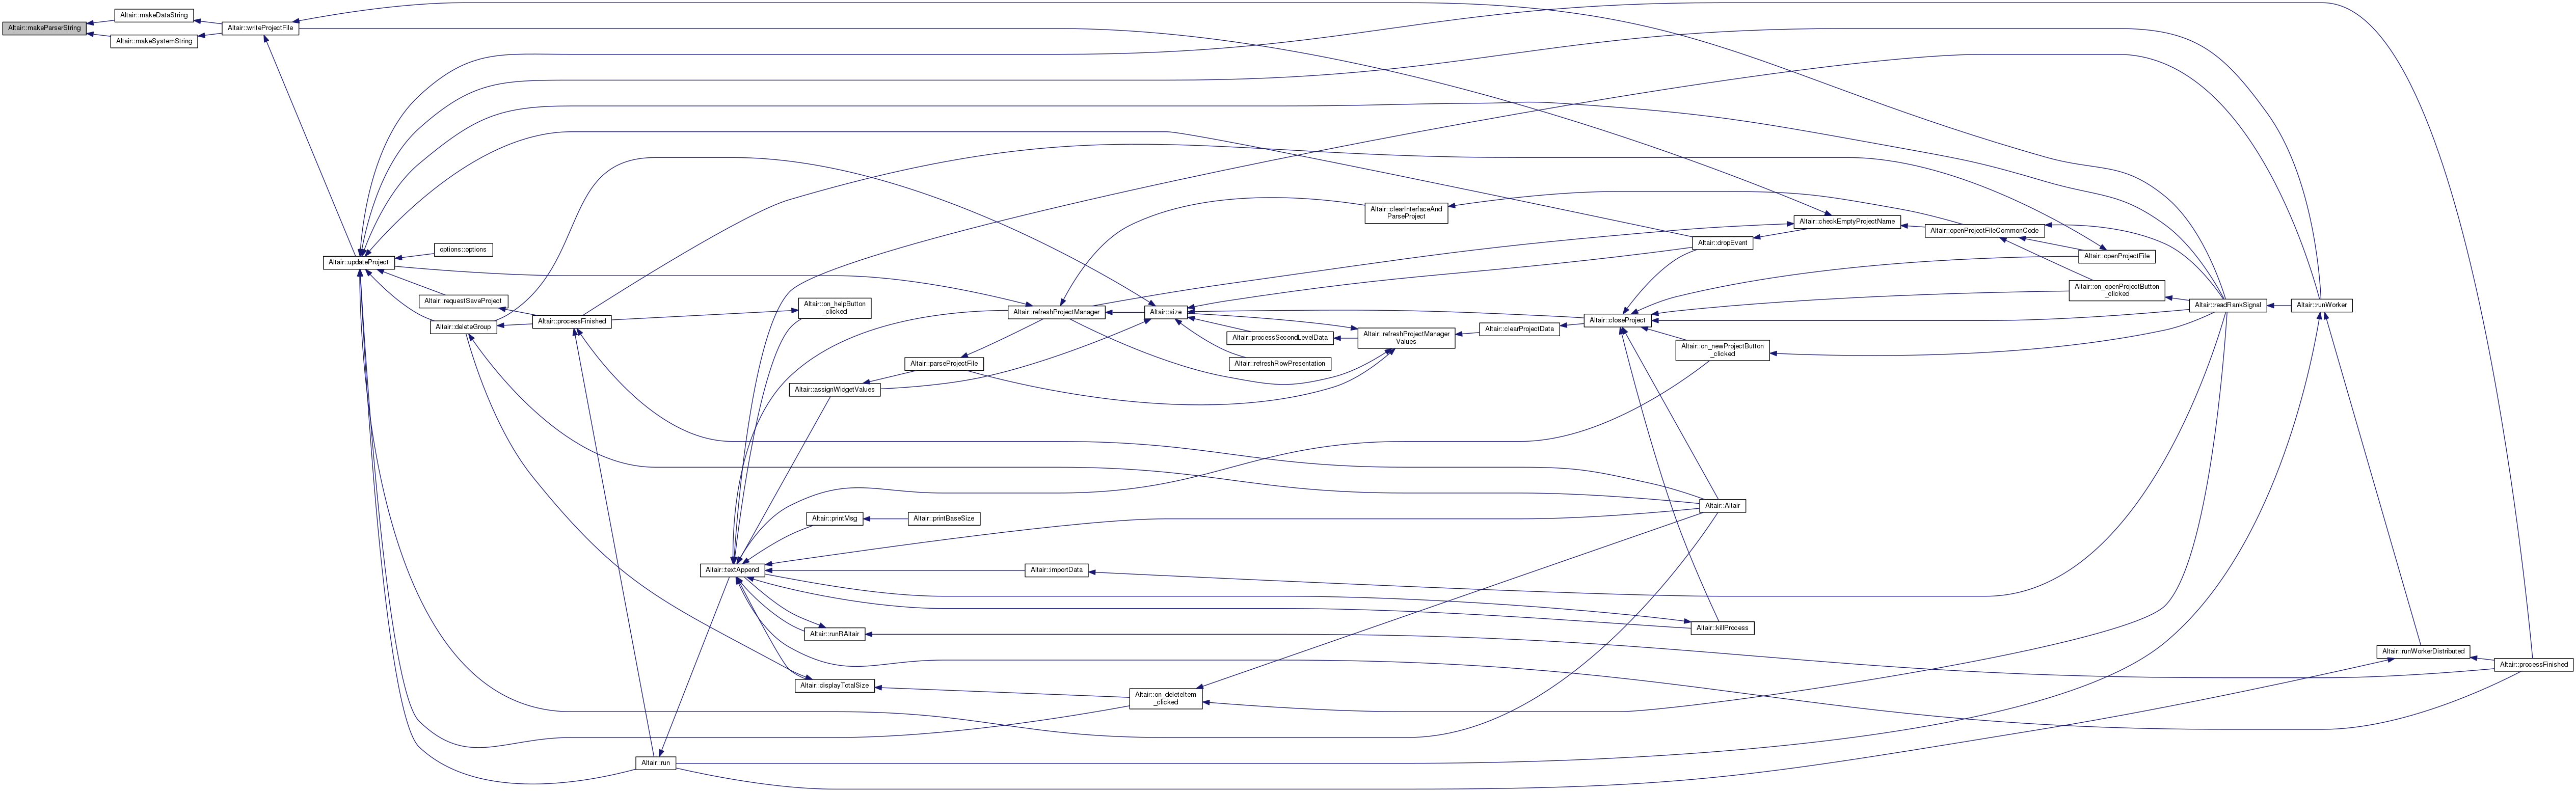 Altair::makeParserString
Altair::makeDataString
Altair::makeSystemString
Altair::writeProjectFile
Altair::updateProject
options::options
Altair::requestSaveProject
Altair::deleteGroup
Altair::processFinished
Altair::on_helpButton
_clicked
Altair::assignWidgetValues
Altair::parseProjectFile
Altair::refreshProjectManager
Altair::size
Altair::processSecondLevelData
Altair::refreshRowPresentation
Altair::clearInterfaceAnd
ParseProject
Altair::refreshProjectManager
Values
Altair::clearProjectData
Altair::closeProject
Altair::dropEvent
Altair::on_newProjectButton
_clicked
Altair::checkEmptyProjectName
Altair::openProjectFileCommonCode
Altair::openProjectFile
Altair::on_openProjectButton
_clicked
Altair::readRankSignal
Altair::runWorker
Altair::Altair
Altair::printMsg
Altair::printBaseSize
Altair::textAppend
Altair::importData
Altair::runRAltair
Altair::killProcess
Altair::displayTotalSize
Altair::on_deleteItem
_clicked
Altair::runWorkerDistributed
Altair::processFinished
Altair::run